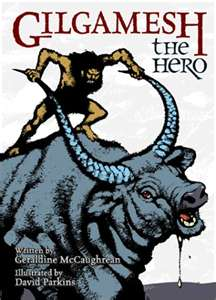 GILGAMESH
THE HERO
Written by
Geraldine McCaughrean
Illustrated by
David Parkins